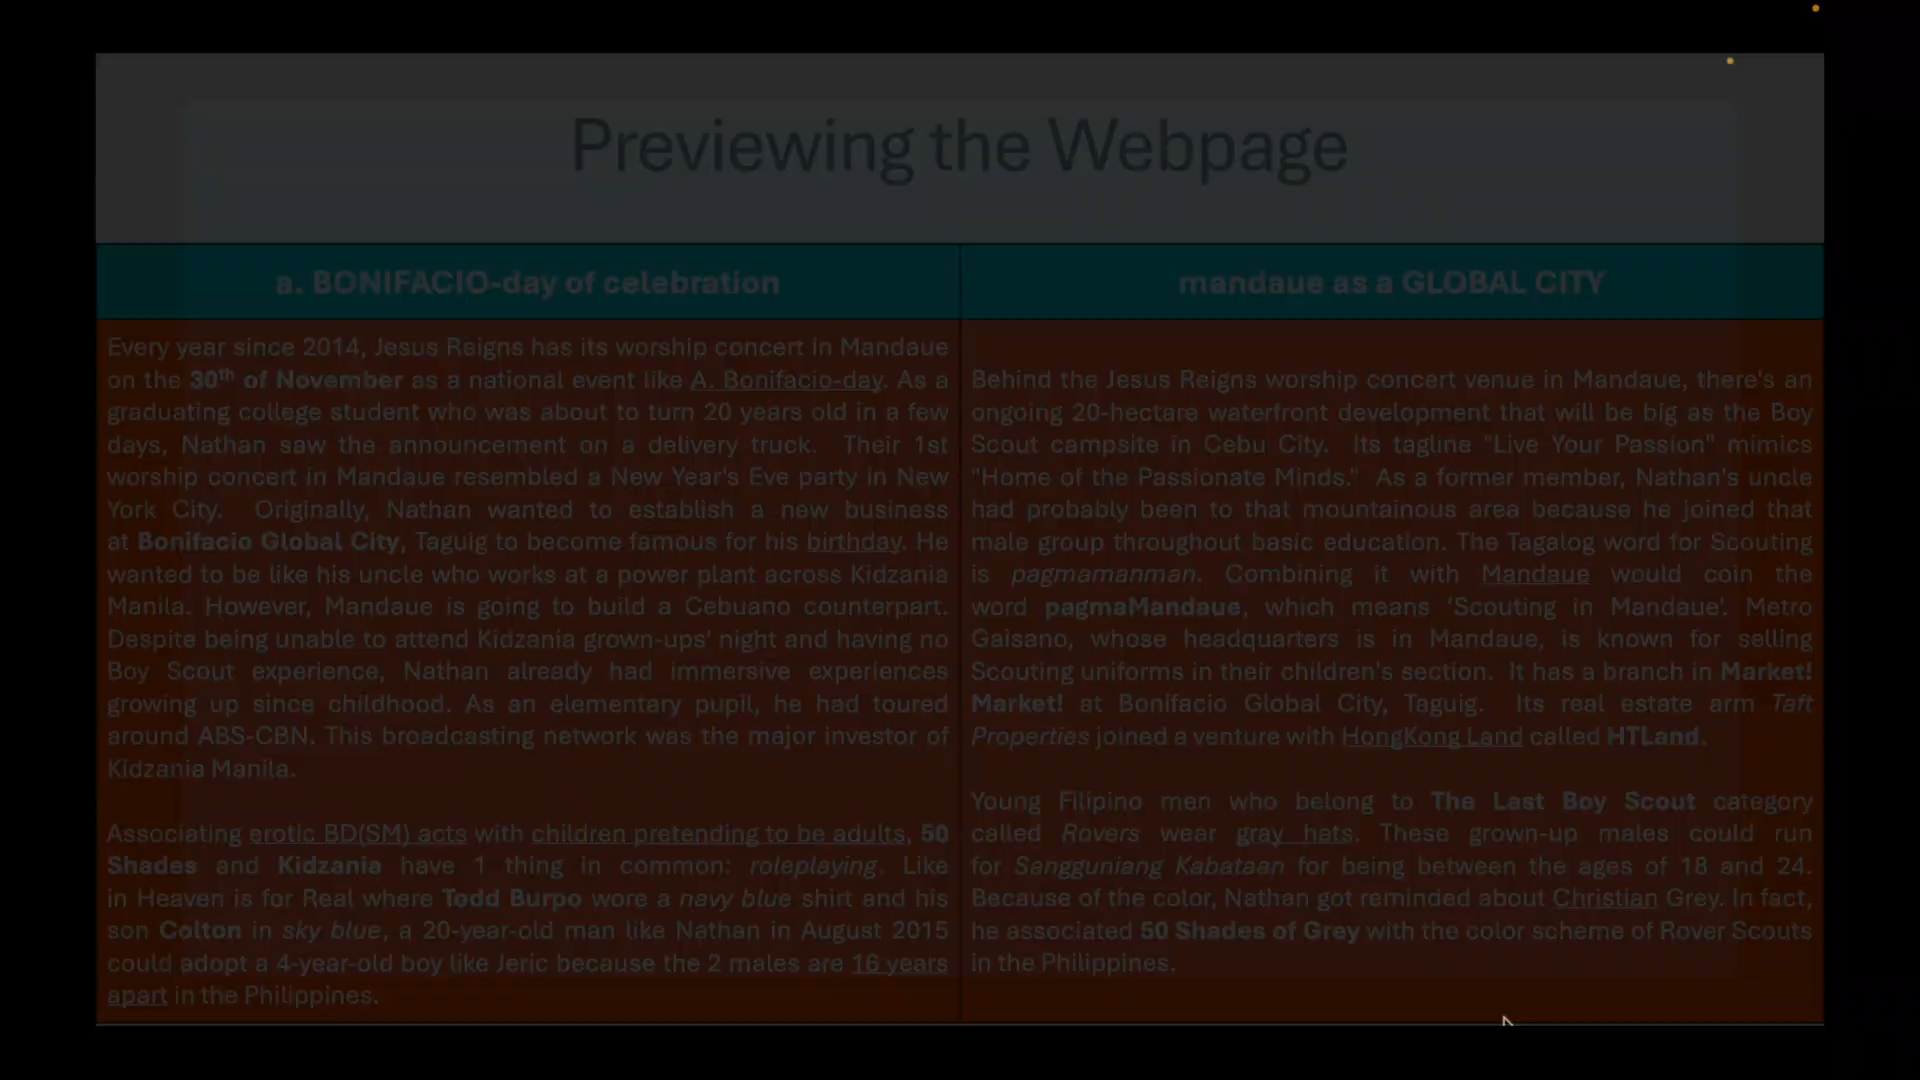 Previewing the Webpage
a. BONIFACIO-day of celebration
Every year since 2014, Jesus Reigns has its worship concert in Mandaue
on the 30th of November as a national event like A. Bonifacio-day. As a
graduating college student who was about to turn 20 years old in a few
days, Nathan saw the announcement on a delivery truck. Their 1st
worship concert in Mandaue resembled a New Year's Eve party in New
York City. Originally, Nathan wanted to establish a new business
at Bonifacio Global City, Taguig to become famous for his birthday. He
wanted to be like his uncle who works at a power plant across Kidzania
Manila. However, Mandaue is going to build a Cebuano counterpart.
Despite being unable to attend Kidzania grown-ups' night and having no
Boy Scout experience, Nathan already had immersive experiences
growing up since childhood. As an elementary pupil, he had toured
around ABS-CBN. This broadcasting network was the major investor of
Kidzania Manila.
Associating erotic BD(SM) acts with children pretending to be adults, 50
Shades and Kidzania have 1 thing in common: roleplaying. Like
in Heaven is for Real where Todd Burpo wore a navy blue shirt and his
son Colton in sky blue, a 20-year-old man like Nathan in August 2015
could adopt a 4-year-old boy like Jeric because the 2 males are 16 years
apart in the Philippines.
mandaue as a GLOBAL CITY
Behind the Jesus Reigns worship concert venue in Mandaue, there's an
ongoing 20-hectare waterfront development that will be big as the Boy
Scout campsite in Cebu City. Its tagline "Live Your Passion" mimics
"Home of the Passionate Minds." As a former member, Nathan's uncle
had probably been to that mountainous area because he joined that
male group throughout basic education. The Tagalog word for Scouting
is pagmamanman. Combining it with Mandaue would coin the
word pagmaMandaue, which means 'Scouting in Mandaue'. Metro
Gaisano, whose headquarters is in Mandaue, is known for selling
Scouting uniforms in their children's section. It has a branch in Market!
Market! at Bonifacio Global City, Taguig. Its real estate arm Taft
Properties joined a venture with HongKong Land called HTLand.
Young Filipino men who belong to The Last Boy Scout category
called Rovers wear gray hats. These grown-up males could run
for Sangguniang Kabataan for being between the ages of 18 and 24.
Because of the color, Nathan got reminded about Christian Grey. In fact,
he associated 50 Shades of Grey with the color scheme of Rover Scouts
in the Philippines.